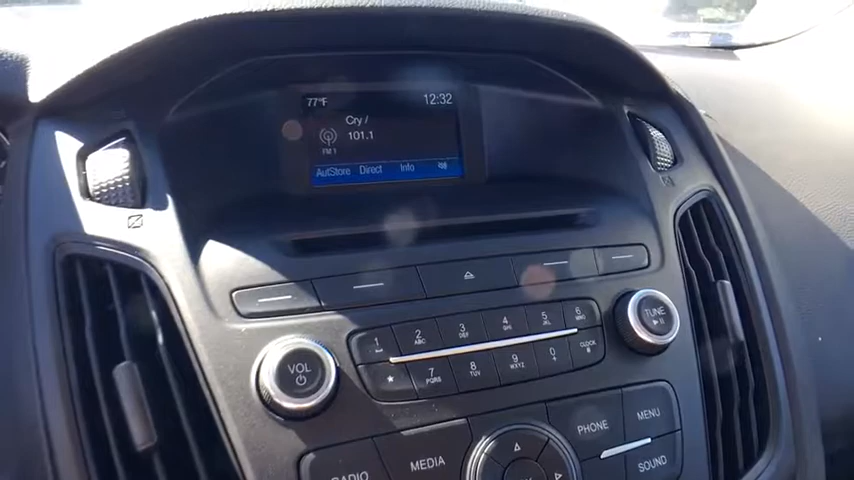 77°F 12:32
Cry /
101.1
FM 1
AutStore Direct Info
VOL
1 2 ABC 3 DEF 4 GHI 5 JKL 6 MNO
7 PQRS 8 TUV 9 WXYZ 0 + CLOCK
TUNE
PHONE MENU
RADIO MEDIA SOUND